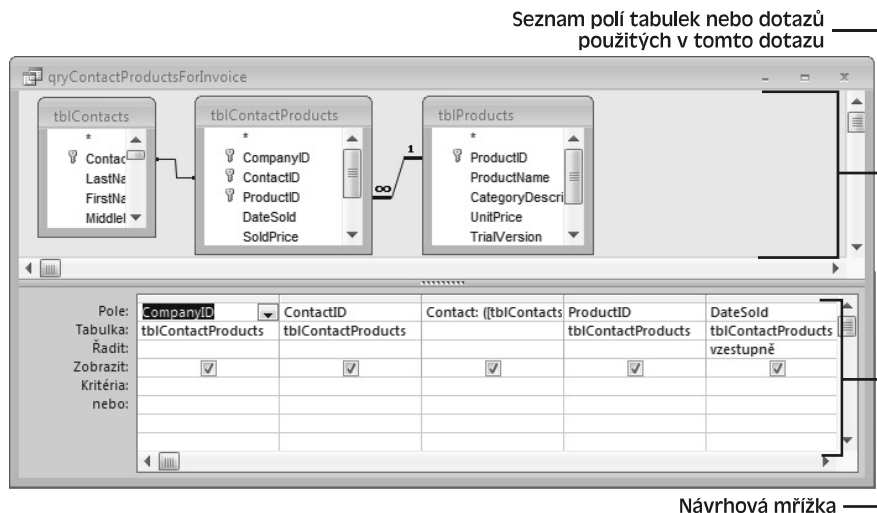 Seznam polí tabulek nebo dotazů
použitých v tomto dotazu
qryContactProductsForInvoice
tblContacts
*
Contac
LastNa
FirstNa
Middlel
tblContactProducts
*
CompanyID
ContactID
ProductID
DateSold
SoldPrice
∞
1
tblProducts
*
ProductID
ProductName
CategoryDescri
UnitPrice
TrialVersion
Pole: CompanyID ContactID Contact: ([tblContacts ProductID DateSold
Tabulka: tblContactProducts tblContactProducts tblContactProducts tblContactProducts
Řadit: vzestupně
Zobrazit:
Kritéria:
nebo:
Návrhová mřížka